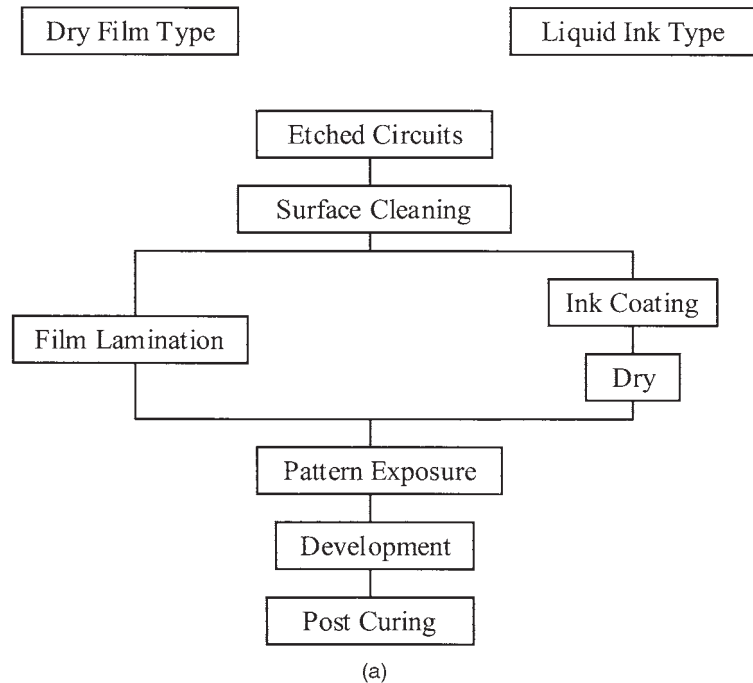 Dry Film Type
Liquid Ink Type
Etched Circuits
Surface Cleaning
Film Lamination
Ink Coating
Dry
Pattern Exposure
Development
Post Curing
(a)